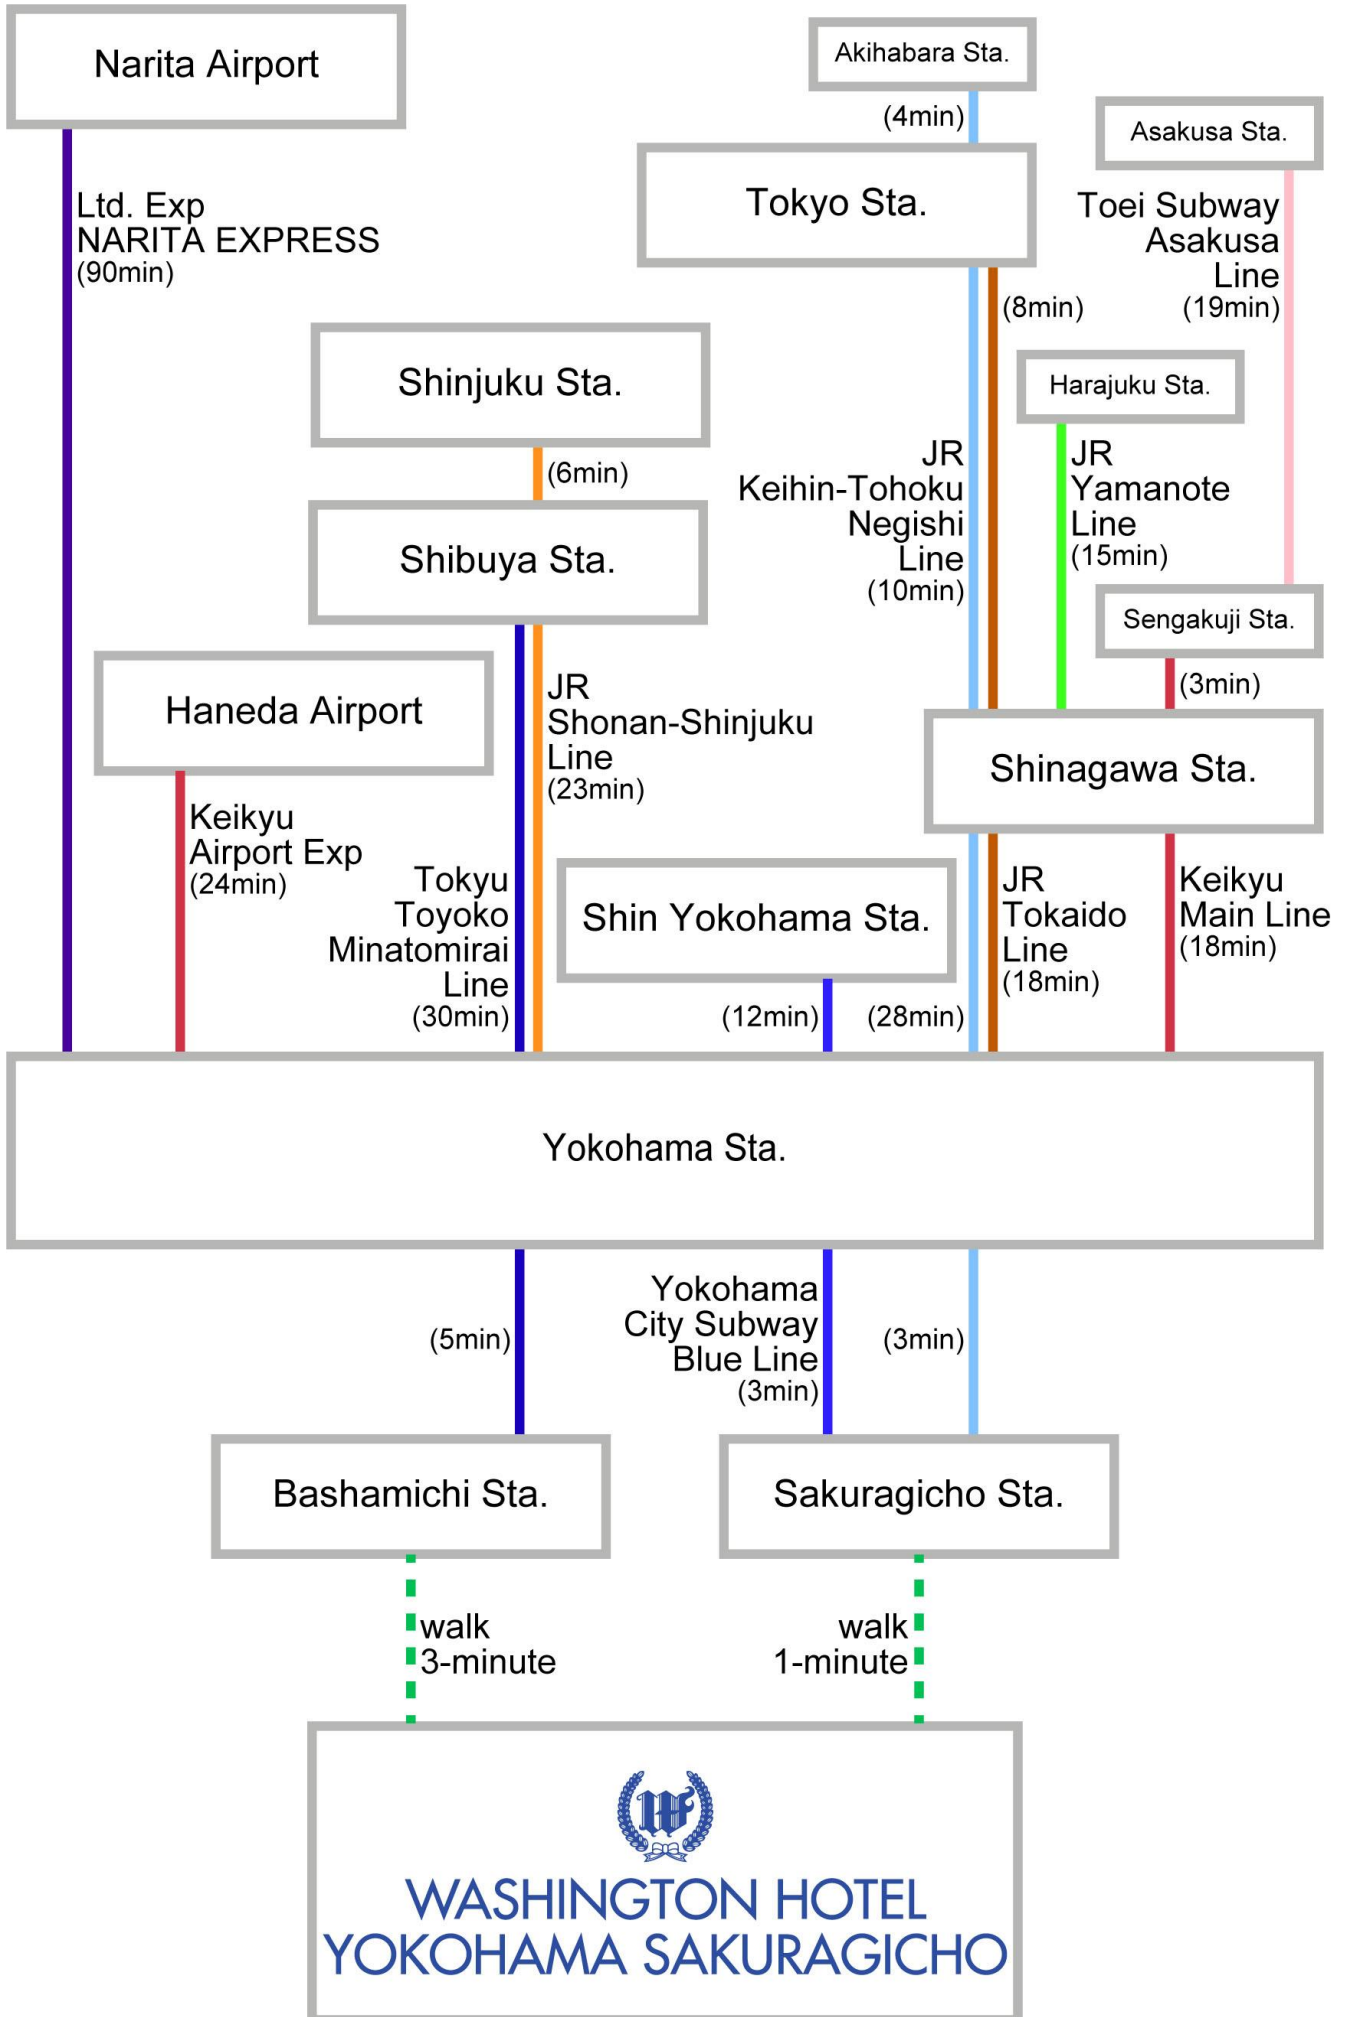 Narita Airport
Akihabara Sta.
(4min)
Asakusa Sta.
Tokyo Sta.
Ltd. Exp
NARITA EXPRESS
(90min)
Toei Subway
Asakusa
Line
(19min)
(8min)
Shinjuku Sta.
Harajuku Sta.
(6min)
JR
Keihin-Tohoku
Negishi
Line
(10min)
JR
Yamanote
Line
(15min)
Shibuya Sta.
Sengakuji Sta.
(3min)
Haneda Airport
JR
Shonan-Shinjuku
Line
(23min)
Shinagawa Sta.
Keikyu
Airport Exp
(24min)
Tokyu
Toyoko
Minatomirai
Line
(30min)
Shin Yokohama Sta.
(12min)
(28min)
JR
Tokaido
Line
(18min)
Keikyu
Main Line
(18min)
Yokohama Sta.
(5min)
Yokohama
City Subway
Blue Line
(3min)
(3min)
Bashamichi Sta.
Sakuragicho Sta.
walk
3-minute
walk
1-minute
WASHINGTON HOTEL
YOKOHAMA SAKURAGICHO